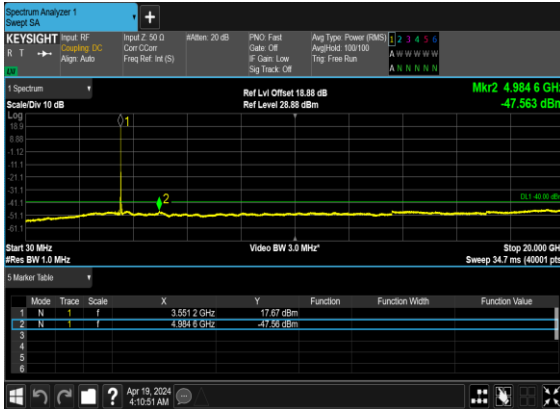 Spectrum Analyzer 1
Swept SA
+
KEYSIGHT
R T
Input: RF
Coupling: DC
Align: Auto
Input Z: 50 Ω
Corr CCorr
Freq Ref: Int (S)
#Atten: 20 dB
PNO: Fast
Gate: Off
IF Gain: Low
Sig Track: Off
Avg Type: Power (RMS)
Avg|Hold: 100/100
Trig: Free Run
1 2 3 4 5 6
A W W W W W
A N N N N N
1 Spectrum
Scale/Div 10 dB
Ref Lvl Offset 18.88 dB
Ref Level 28.88 dBm
Mkr2 4.984 6 GHz
-47.563 dBm
Log
18.9
8.88
-1.12
-11.1
-21.1
-31.1
-41.1
-51.1
-61.1
1
2
DL1 -40.00 dBm
Start 30 MHz
#Res BW 1.0 MHz
Video BW 3.0 MHz*
Stop 20.000 GHz
Sweep 34.7 ms (40001 pts)
5 Marker Table
Mode Trace Scale X Y Function Function Width Function Value
1 N 1 f 3.551 2 GHz 17.67 dBm
2 N 1 f 4.984 6 GHz -47.56 dBm
3
4
5
6
?
Apr 19, 2024
4:10:51 AM